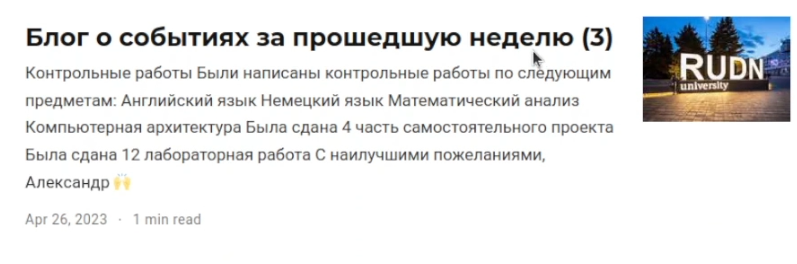 Блог о событиях за прошедшую неделю (3)
Контрольные работы Были написаны контрольные работы по следующим
предметам: Английский язык Немецкий язык Математический анализ
Компьютерная архитектура Была сдана 4 часть самостоятельного проекта
Была сдана 12 лабораторная работа С наилучшими пожеланиями,
Александр 🙌
Apr 26, 2023 · 1 min read
RUDN
university